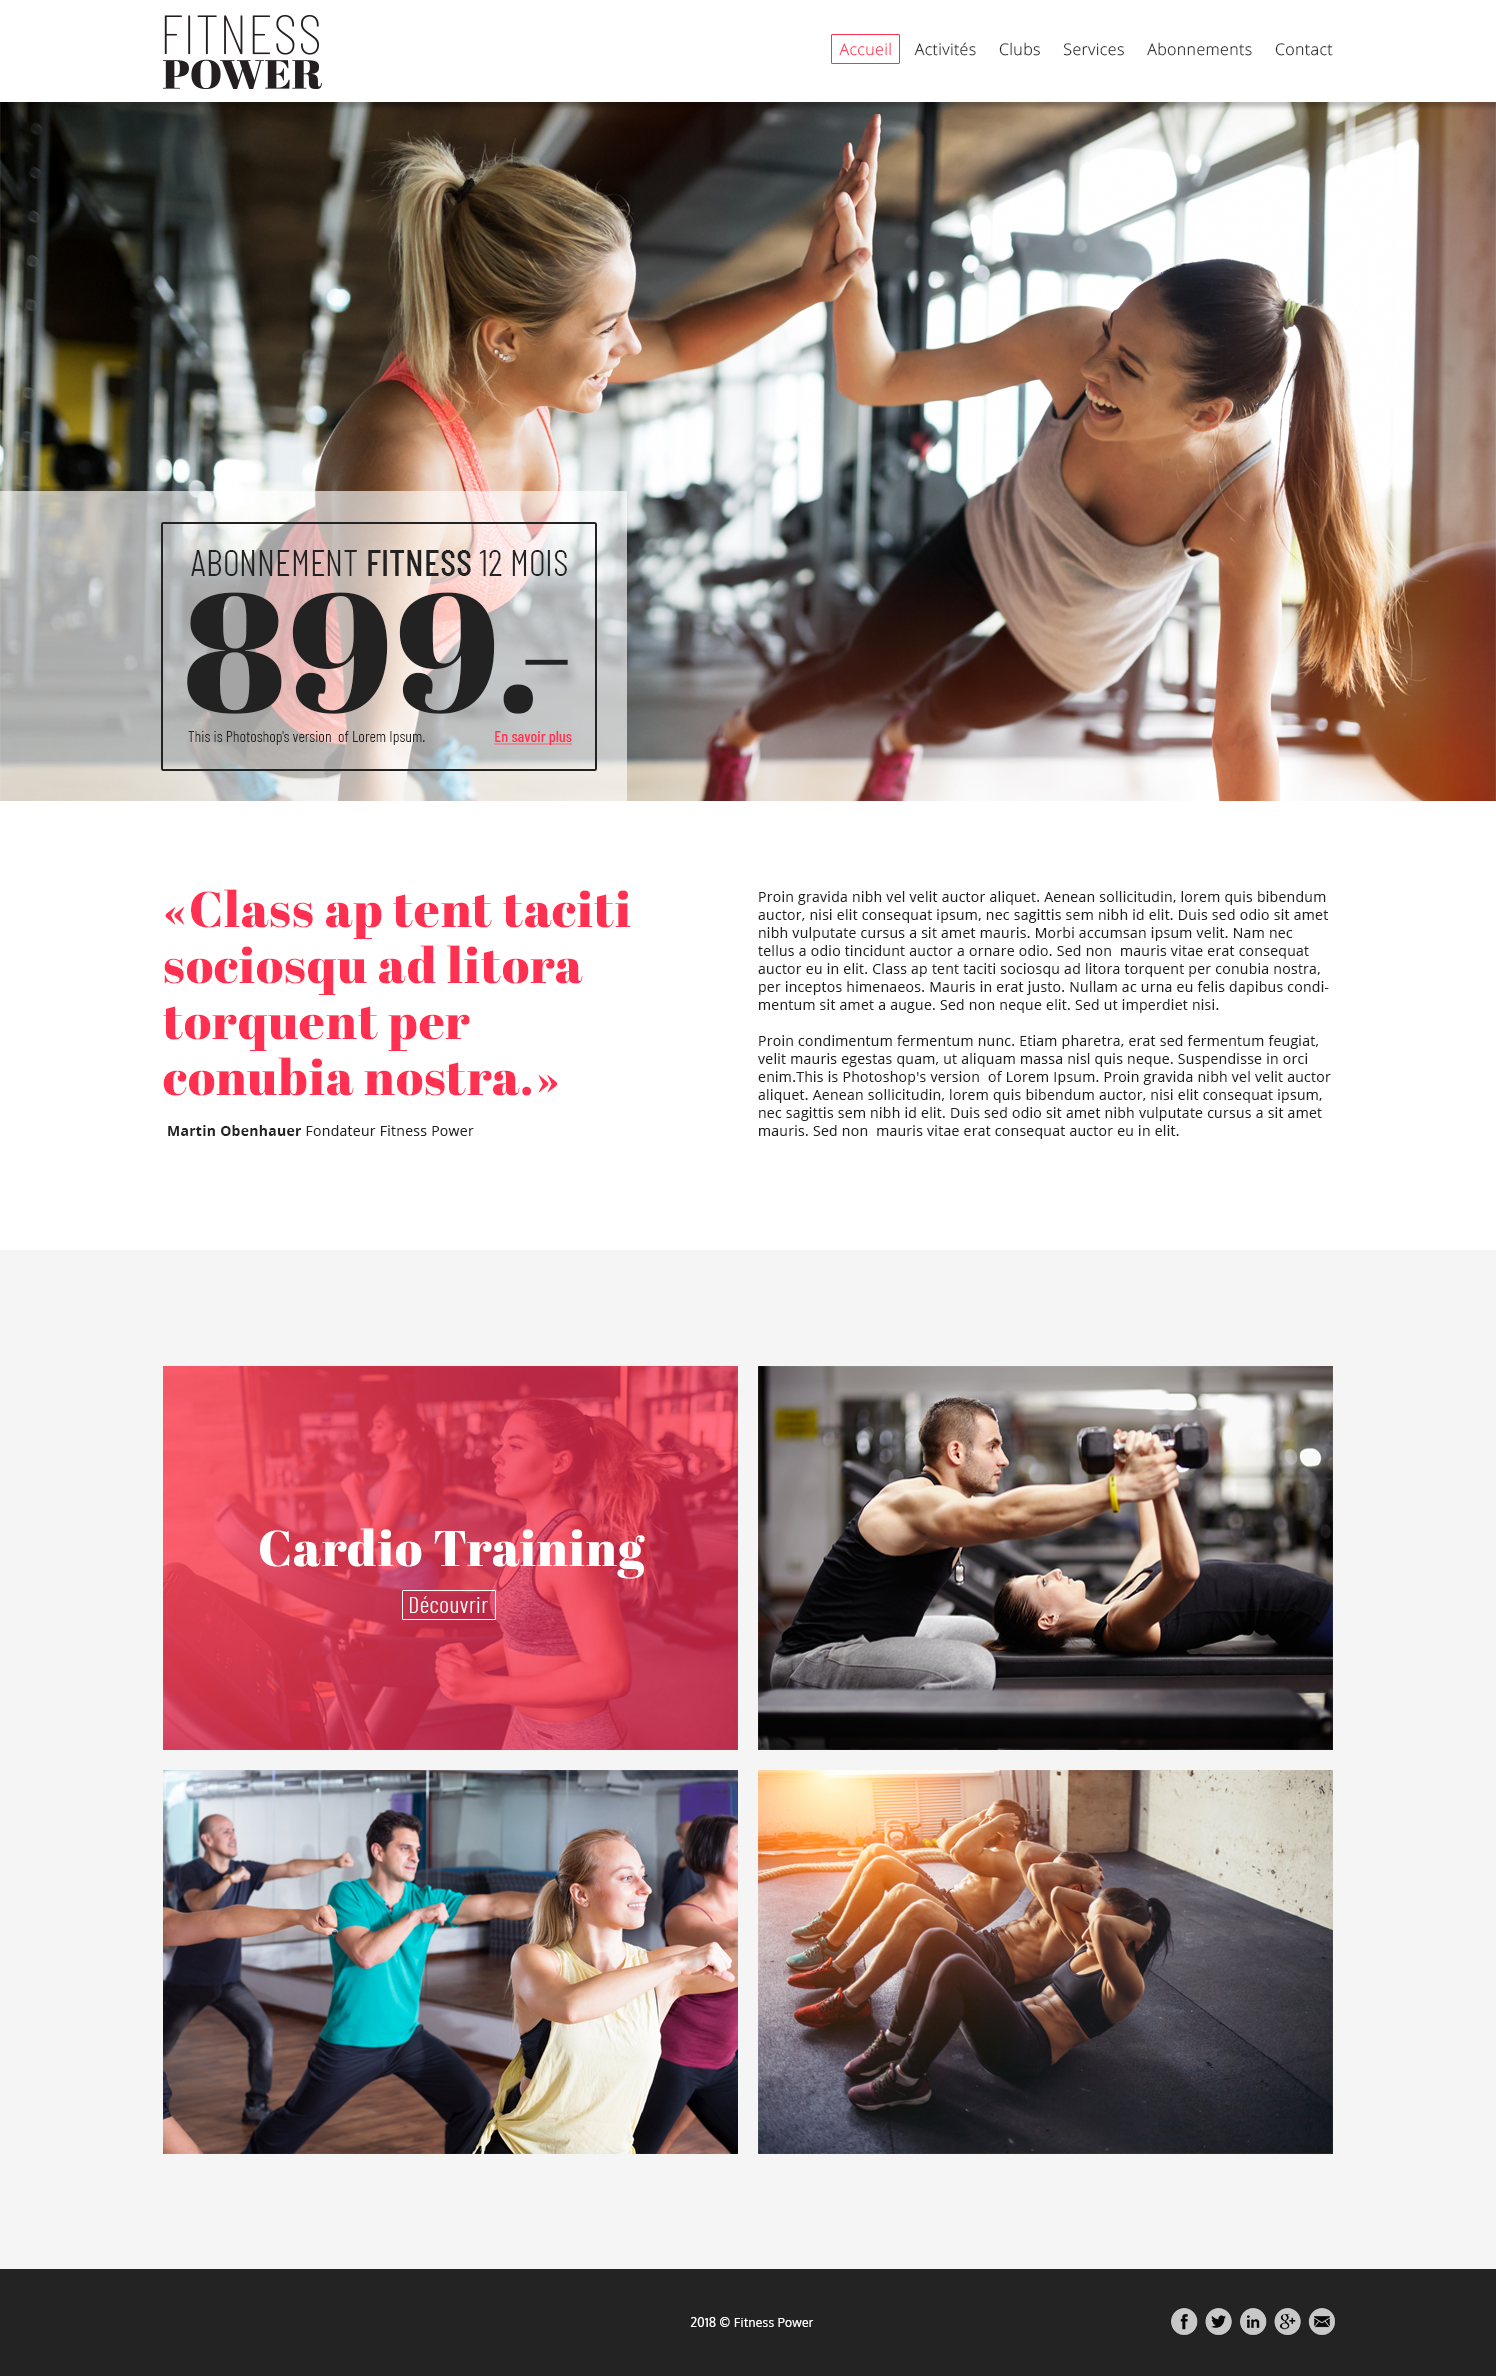 FITNESS
POWER
Accueil Activités Clubs Services Abonnements Contact
ABONNEMENT FITNESS 12 MOIS
899.-
This is Photoshop's version  of Lorem Ipsum. En savoir plus
«Class ap tent taciti
sociosqu ad litora
torquent per
conubia nostra.»
Martin Obenhauer Fondateur Fitness Power
Proin gravida nibh vel velit auctor aliquet. Aenean sollicitudin, lorem quis bibendum
auctor, nisi elit consequat ipsum, nec sagittis sem nibh id elit. Duis sed odio sit amet
nibh vulputate cursus a sit amet mauris. Morbi accumsan ipsum velit. Nam nec
tellus a odio tincidunt auctor a ornare odio. Sed non  mauris vitae erat consequat
auctor eu in elit. Class ap tent taciti sociosqu ad litora torquent per conubia nostra,
per inceptos himenaeos. Mauris in erat justo. Nullam ac urna eu felis dapibus condi-
mentum sit amet a augue. Sed non neque elit. Sed ut imperdiet nisi.
Proin condimentum fermentum nunc. Etiam pharetra, erat sed fermentum feugiat,
velit mauris egestas quam, ut aliquam massa nisl quis neque. Suspendisse in orci
enim.This is Photoshop's version  of Lorem Ipsum. Proin gravida nibh vel velit auctor
aliquet. Aenean sollicitudin, lorem quis bibendum auctor, nisi elit consequat ipsum,
nec sagittis sem nibh id elit. Duis sed odio sit amet nibh vulputate cursus a sit amet
mauris. Sed non  mauris vitae erat consequat auctor eu in elit.
Cardio Training
Découvrir
2018 © Fitness Power